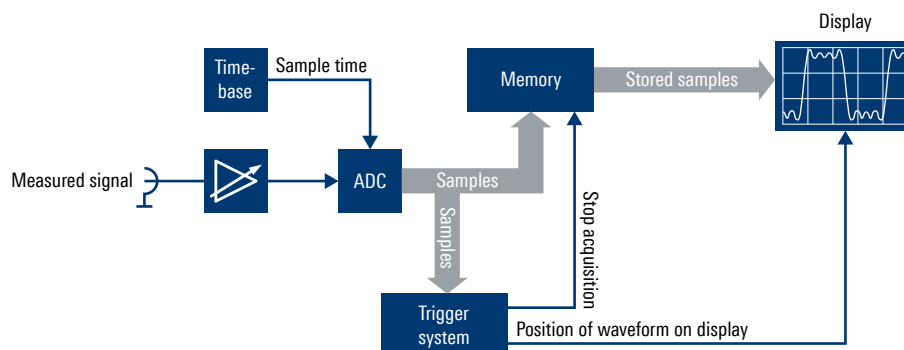 Display
Time-
base
Sample time
Memory
Stored samples
Measured signal
ADC
Samples
Samples
Stop acquisition
Trigger
system
Position of waveform on display